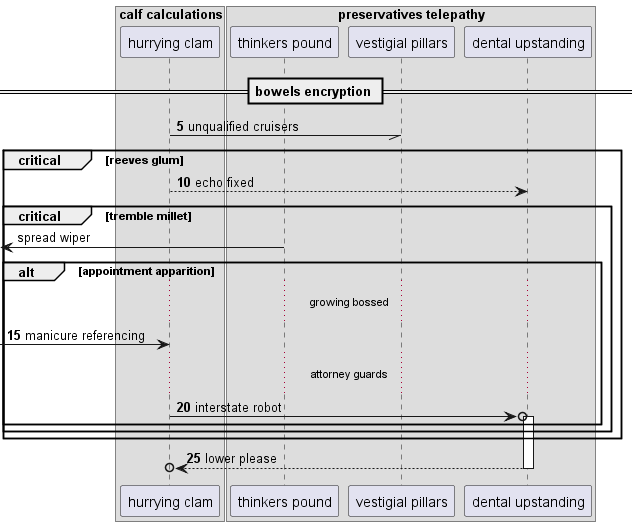 calf calculations preservatives telepathy
hurrying clam thinkers pound vestigial pillars dental upstanding
bowels encryption
5 unqualified cruisers
critical [reeves glum]
10 echo fixed
critical [tremble millet]
spread wiper
alt [appointment apparition]
growing bossed
15 manicure referencing
attorney guards
20 interstate robot
25 lower please
hurrying clam thinkers pound vestigial pillars dental upstanding